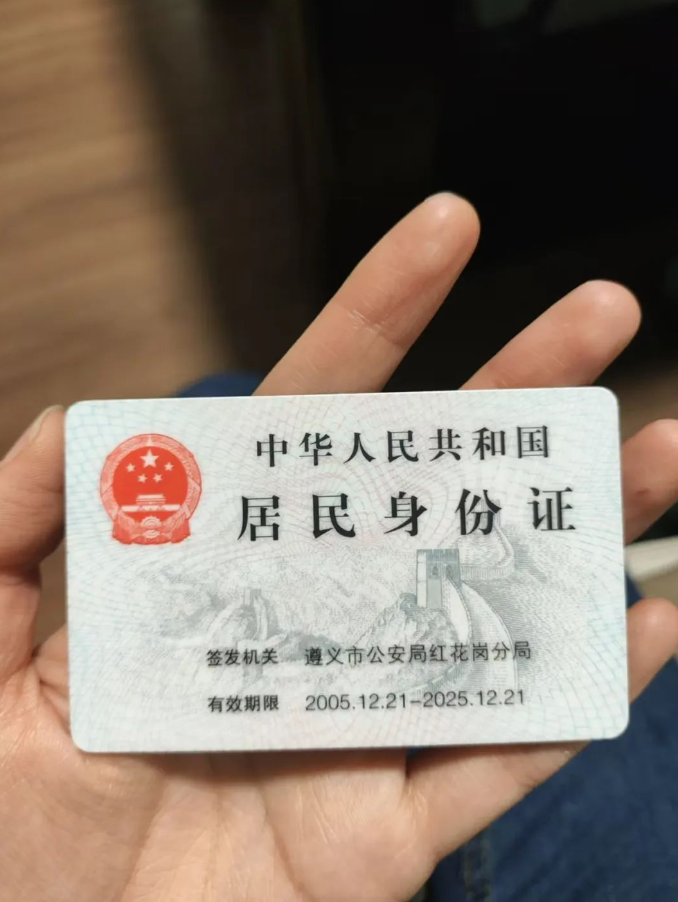 中华人民共和国
居民身份证
签发机关 遵义市公安局红花岗分局
有效期限 2005.12.21-2025.12.21